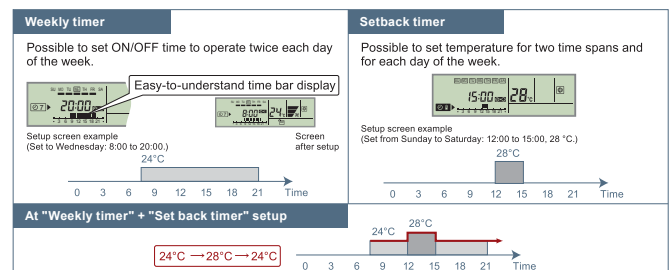 Weekly timer
Possible to set ON/OFF time to operate twice each day
of the week.
Easy-to-understand time bar display
20:00
8:00
24
Setup screen example
(Set to Wednesday: 8:00 to 20:00.)
Screen
after setup
24°C
0 3 6 9 12 15 18 21 Time
Setback timer
Possible to set temperature for two time spans and
for each day of the week.
15:00
28°c
Setup screen example
(Set from Sunday to Saturday: 12:00 to 15:00, 28 °C.)
28°C
0 3 6 9 12 15 18 21 Time
At "Weekly timer" + "Set back timer" setup
24°C → 28°C → 24°C
24°C
28°C
0 3 6 9 12 15 18 21 Time